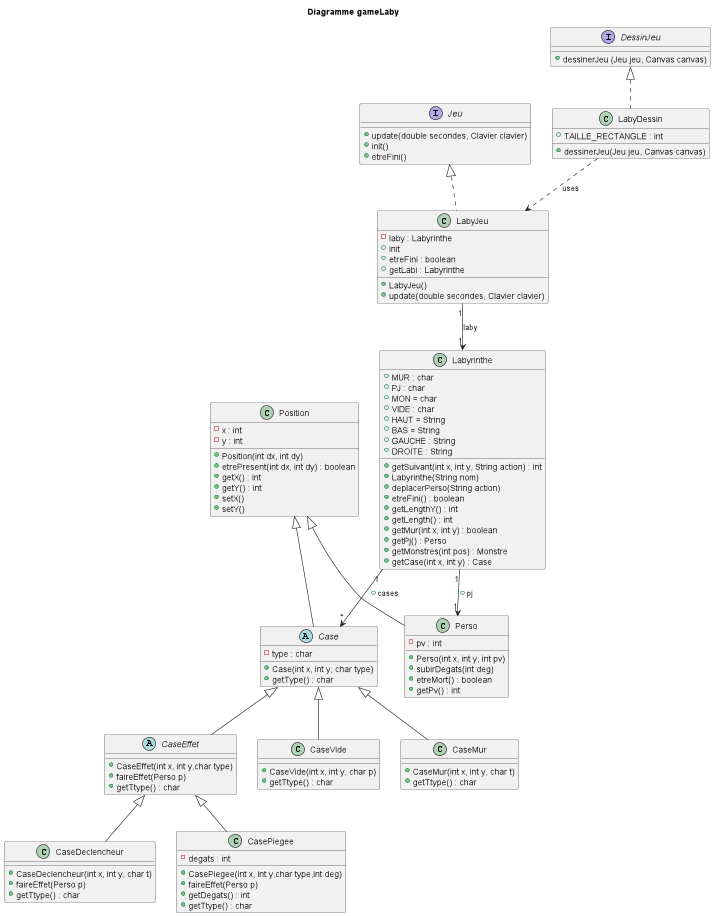 Diagramme gameLaby
I DessinJeu
dessinerJeu (Jeu jeu, Canvas canvas)
I Jeu
update(double secondes, Clavier clavier)
init()
etreFini()
C LabyDessin
TAILLE_RECTANGLE : int
dessinerJeu(Jeu jeu, Canvas canvas)
uses
C LabyJeu
laby : Labyrinthe
init
etreFini : boolean
getLabi : Labyrinthe
LabyJeu()
update(double secondes, Clavier clavier)
1
laby
1
C Labyrinthe
MUR : char
PJ : char
MON = char
VIDE : char
HAUT = String
BAS = String
GAUCHE : String
DROITE : String
getSuivant(int x, int y, String action) : int
Labyrinthe(String nom)
deplacerPerso(String action)
etreFini() : boolean
getLengthY() : int
getLength() : int
getMur(int x, int y) : boolean
getPj() : Perso
getMonstres(int pos) : Monstre
getCase(int x, int y) : Case
C Position
x : int
y : int
Position(int dx, int dy)
etrePresent(int dx, int dy) : boolean
getX() : int
getY() : int
setX()
setY()
1
cases
*
1
pj
1
A Case
type : char
Case(int x, int y, char type)
getType() : char
C Perso
pv : int
Perso(int x, int y, int pv)
subirDegats(int deg)
etreMort() : boolean
getPv() : int
A CaseEffet
CaseEffet(int x, int y,char type)
faireEffet(Perso p)
getTtype() : char
C CaseVide
CaseVide(int x, int y, char p)
getTtype() : char
C CaseMur
CaseMur(int x, int y, char t)
getTtype() : char
C CaseDeclencheur
CaseDeclencheur(int x, int y, char t)
faireEffet(Perso p)
getTtype() : char
C CasePiegee
degats : int
CasePiegee(int x, int y,char type,int deg)
faireEffet(Perso p)
getDegats() : int
getTtype() : char